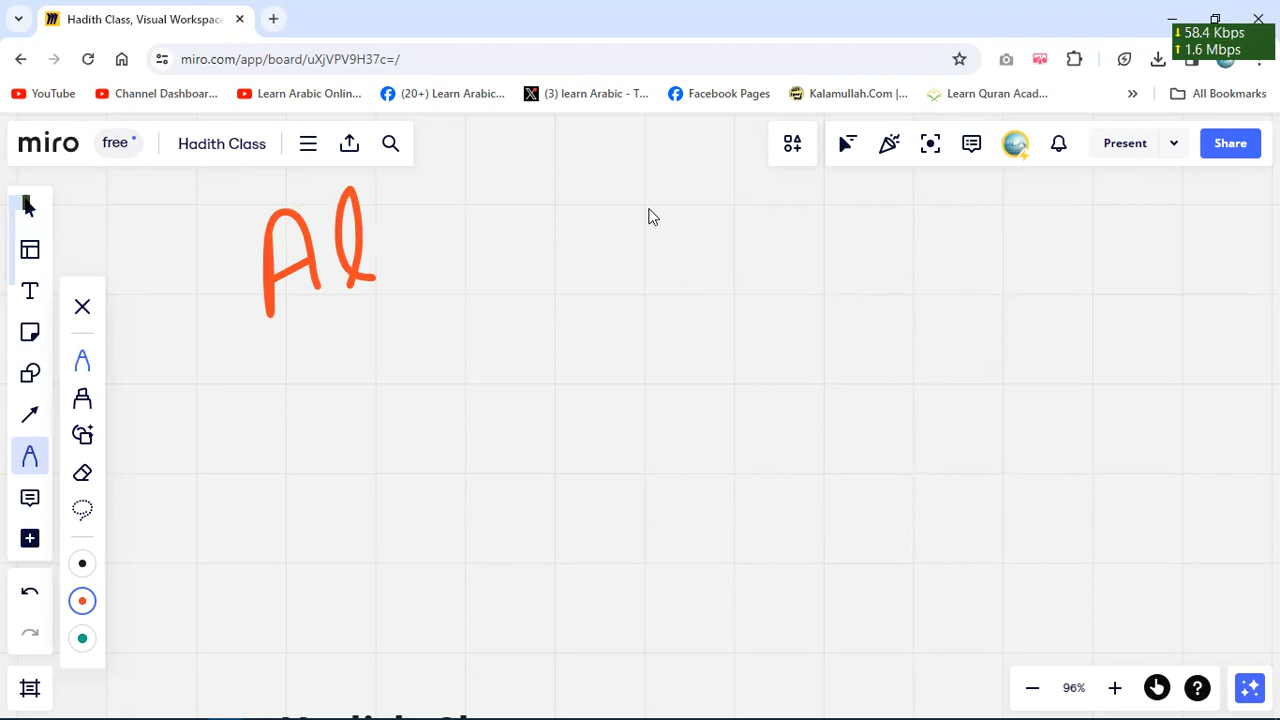 Hadith Class, Visual Workspac
58.4 Kbps
1.6 Mbps
miro.com/app/board/uXjVPV9H37c=/
YouTube Channel Dashboar... Learn Arabic Onlin... (20+) Learn Arabic... (3) learn Arabic - T... Facebook Pages Kalamullah.Com |... Learn Quran Acad... All Bookmarks
miro free Hadith Class Present Share
Al
96%